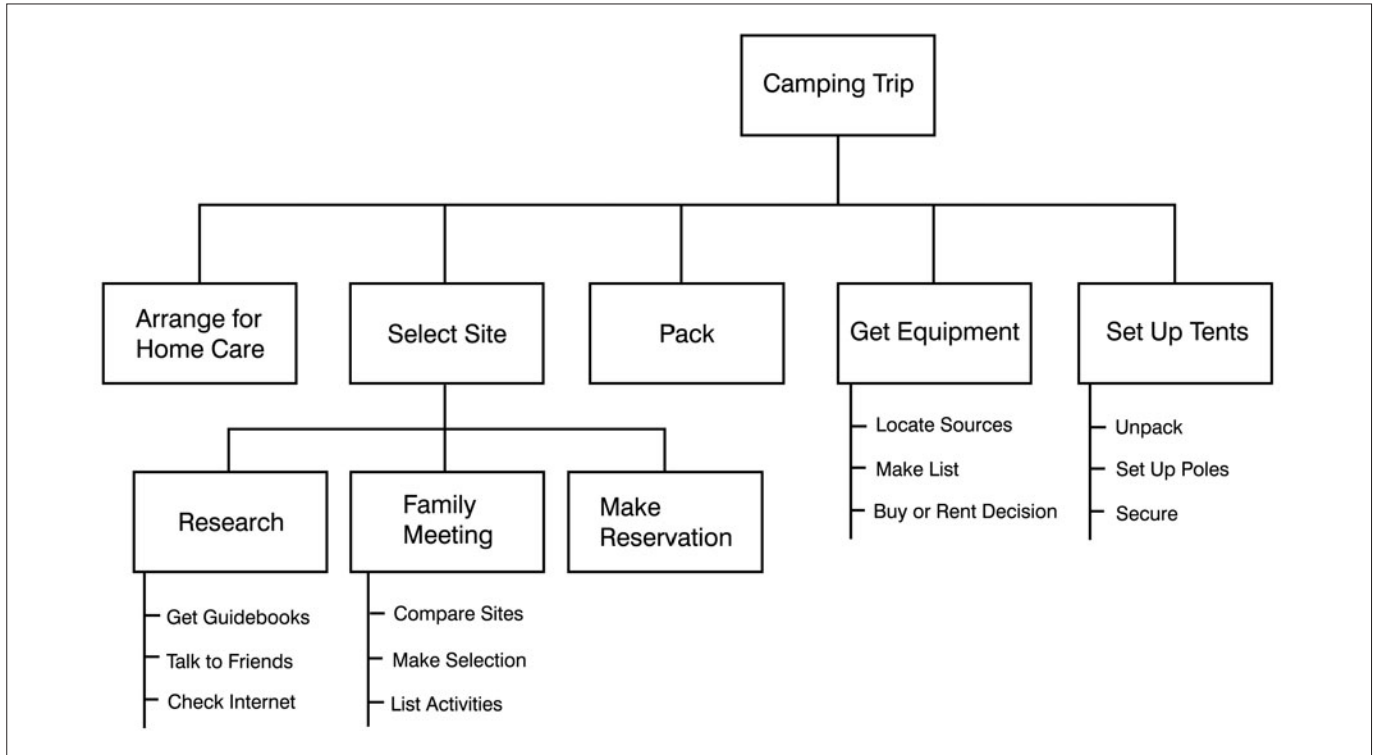 Camping Trip
Arrange for
Home Care
Select Site
Pack
Get Equipment
Set Up Tents
Locate Sources
Make List
Buy or Rent Decision
Unpack
Set Up Poles
Secure
Research
Family
Meeting
Make
Reservation
Get Guidebooks
Talk to Friends
Check Internet
Compare Sites
Make Selection
List Activities